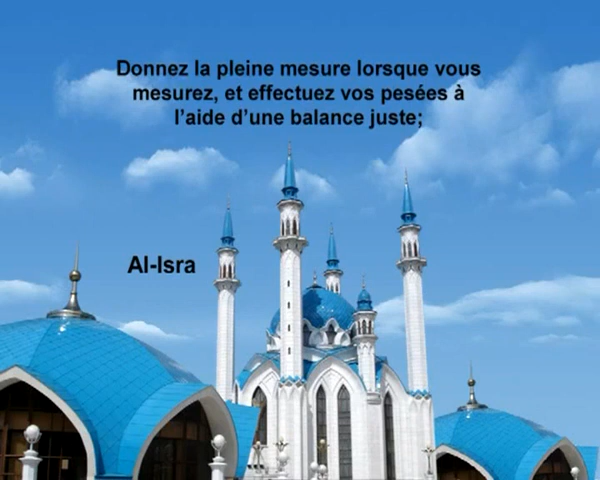 Donnez la pleine mesure lorsque vous
mesurez, et effectuez vos pesées à
l'aide d'une balance juste;
Al-Isra